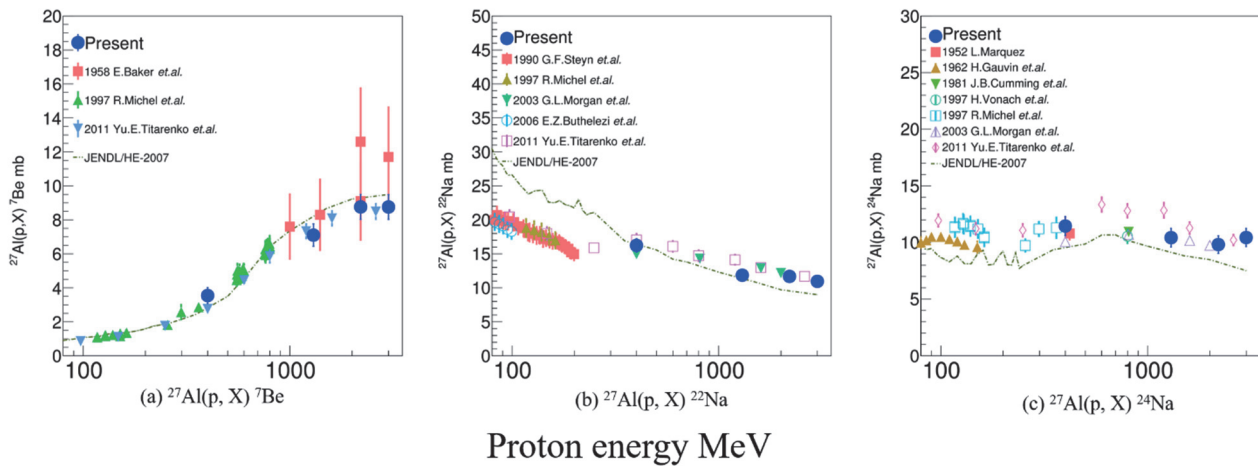 20
18
16
14
12
10
8
6
4
2
0
27Al(p,X) 7Be mb
Present
1958 E.Baker et.al.
1997 R.Michel et.al.
2011 Yu.E.Titarenko et.al.
JENDL/HE-2007
100
1000
(a) 27Al(p, X) 7Be
50
45
40
35
30
25
20
15
10
5
0
27Al(p,X) 22Na mb
Present
1990 G.F.Steyn et.al.
1997 R.Michel et.al.
2003 G.L.Morgan et.al.
2006 E.Z.Buthelezi et.al.
2011 Yu.E.Titarenko et.al.
JENDL/HE-2007
100
1000
(b) 27Al(p, X) 22Na
30
25
20
15
10
5
0
27Al(p,X) 24Na mb
Present
1952 L.Marquez
1962 H.Gauvin et.al.
1981 J.B.Cumming et.al.
1997 H.Vonach et.al.
1997 R.Michel et.al.
2003 G.L.Morgan et.al.
2011 Yu.E.Titarenko et.al.
JENDL/HE-2007
100
1000
(c) 27Al(p, X) 24Na
Proton energy MeV